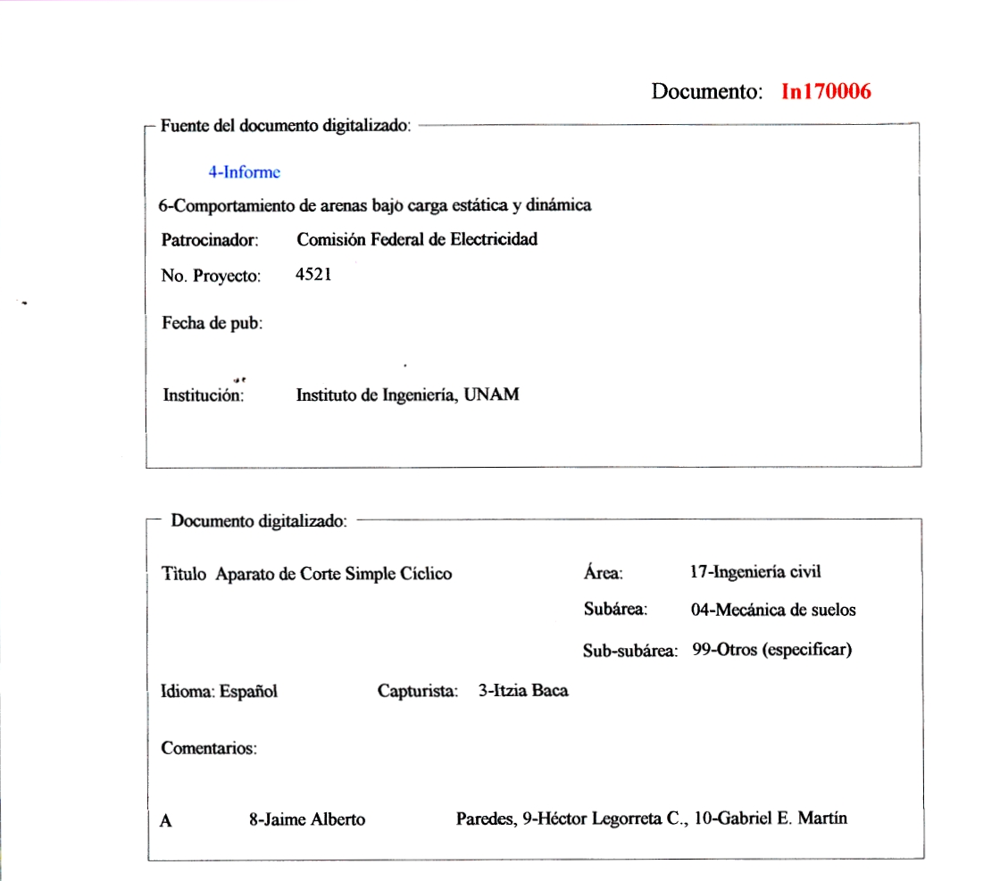 Documento: In170006
Fuente del documento digitalizado:
4-Informe
6-Comportamiento de arenas bajo carga estática y dinámica
Patrocinador: Comisión Federal de Electricidad
No. Proyecto: 4521
Fecha de pub:
Institución: Instituto de Ingeniería, UNAM
Documento digitalizado:
Título Aparato de Corte Simple Cíclico Área: 17-Ingeniería civil
Subárea: 04-Mecánica de suelos
Sub-subárea: 99-Otros (especificar)
Idioma: Español Capturista: 3-Itzia Baca
Comentarios:
A 8-Jaime Alberto Paredes, 9-Héctor Legorreta C., 10-Gabriel E. Martín